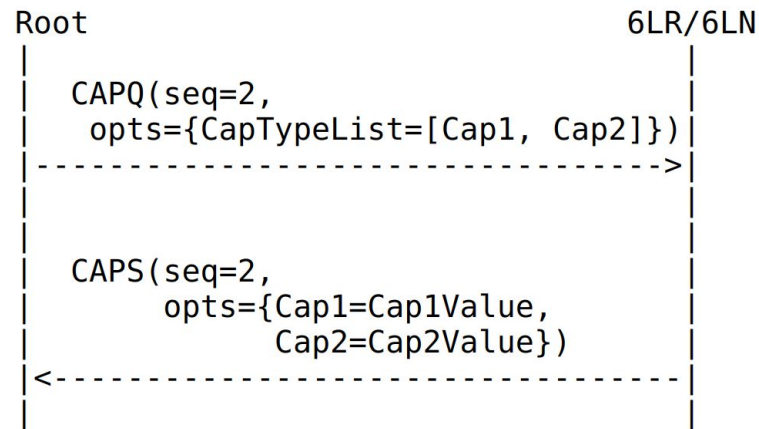 Root 6LR/6LN
| |
| CAPQ(seq=2, |
| opts={CapTypeList=[Cap1, Cap2]})|
|----------------------------------->|
| |
| |
| CAPS(seq=2, |
| opts={Cap1=Cap1Value, |
| Cap2=Cap2Value}) |
|<-----------------------------------|
| |